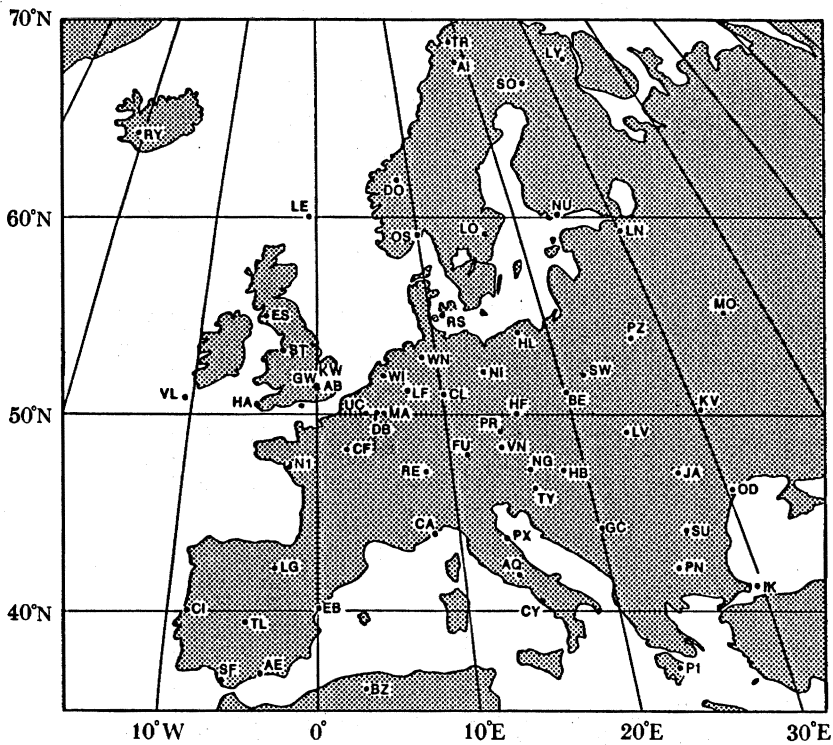 70°N
TR
AI
LY
SO
RY
DO
LE
NU
60°N
OS
LO
LN
ES
RS
MO
ST
HL
PZ
WN
KW
GW
AB
WI
NI
SW
VL
HA
LF
CL
BE
KV
UC
MA
HF
50°N
DB
PR
LV
CF
FU
VN
N1
RE
NG
HB
JA
TY
OD
CA
PX
GC
SU
LG
AQ
PN
IK
CI
EB
CY
40°N
TL
SF
AE
BZ
P1
10°W
0°
10°E
20°E
30°E